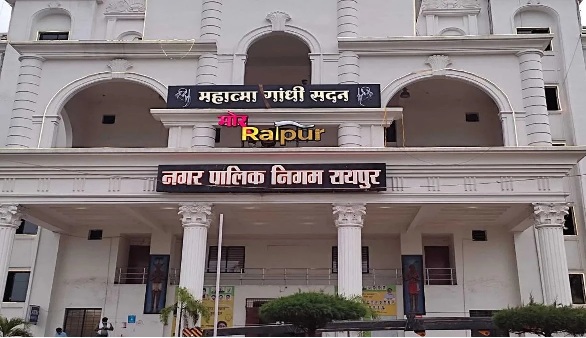 महात्मा गांधी सदन
मोर
Raipur
नगर पालिक निगम रायपुर